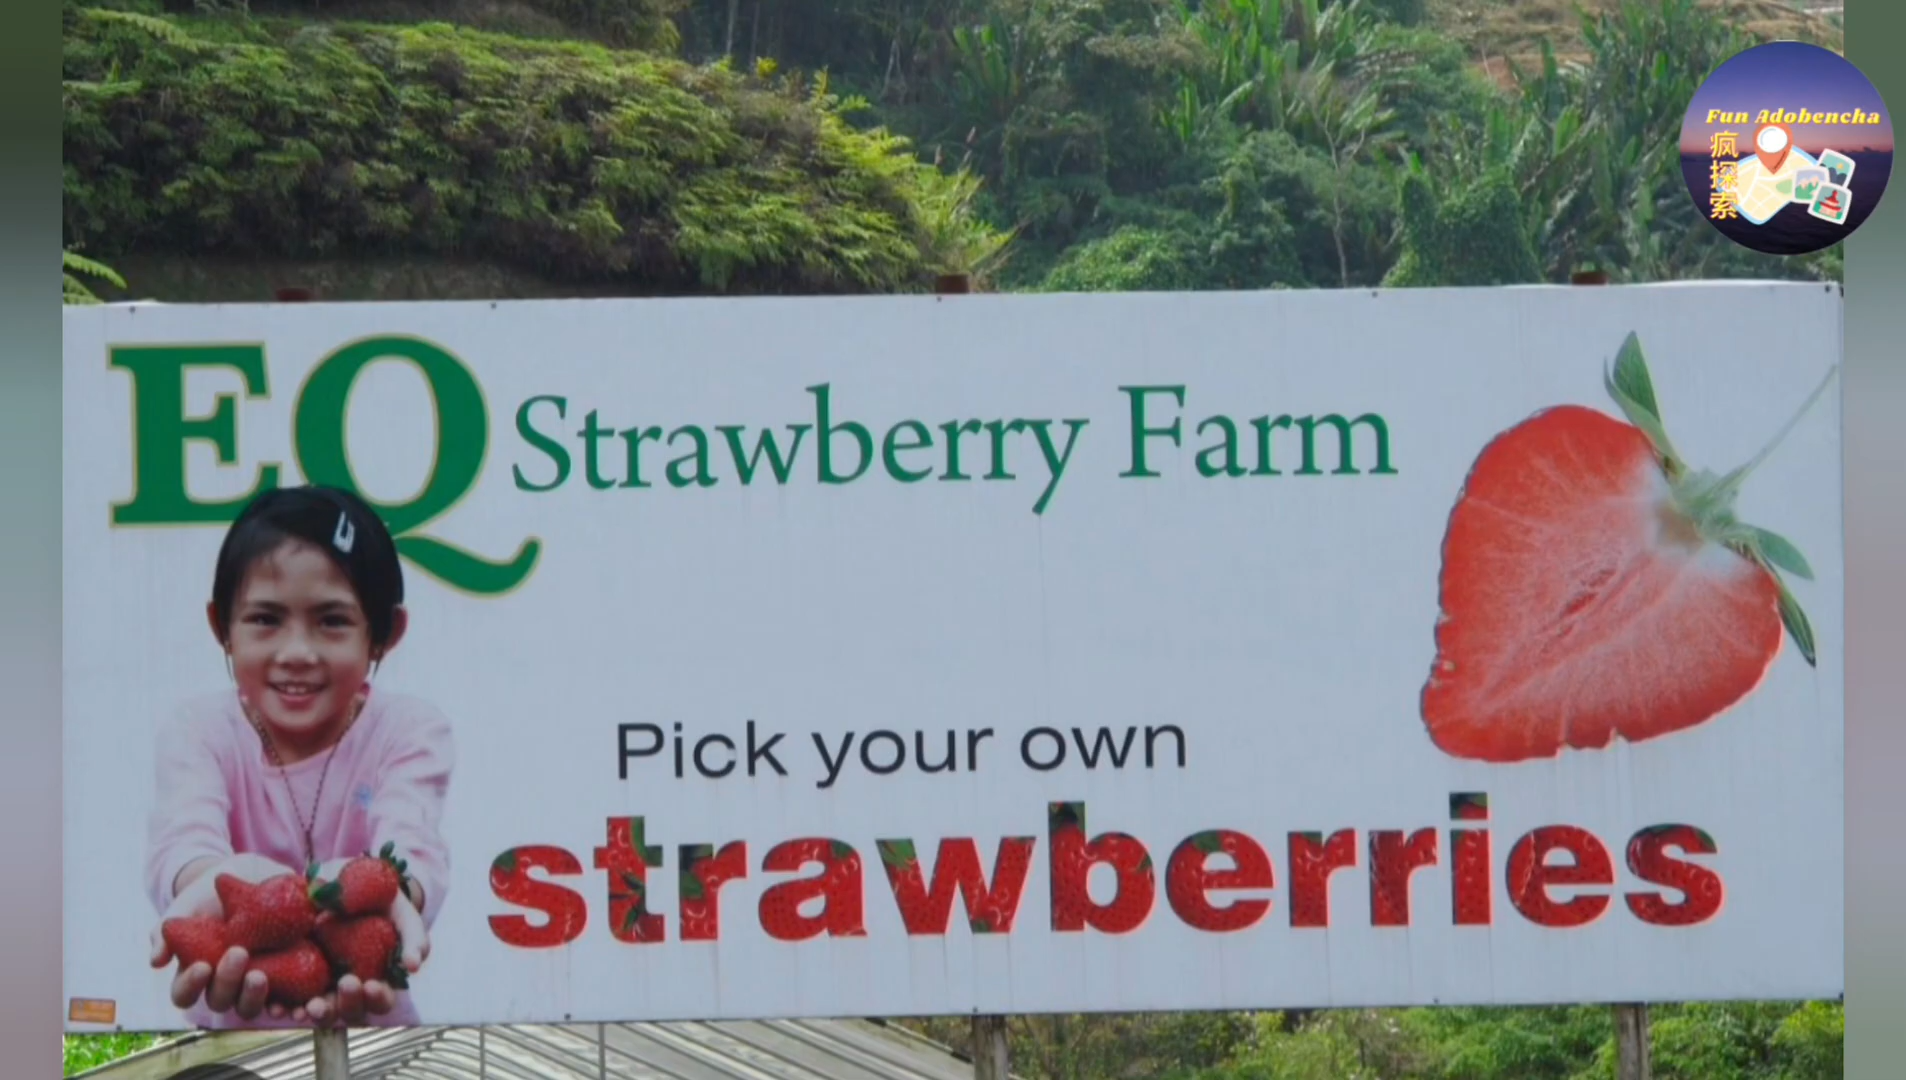 Fun Adobencha
疯探索
EQ Strawberry Farm
Pick your own
strawberries